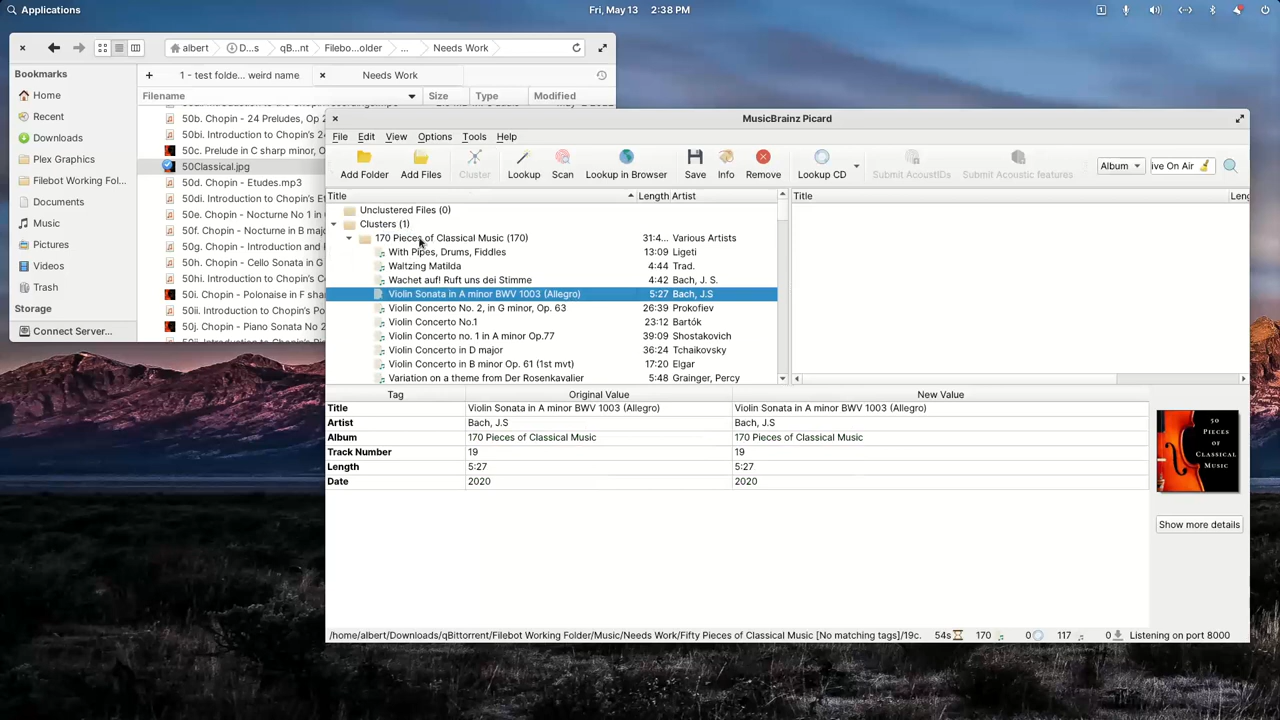 Applications
Fri, May 13 2:38 PM
albert D...s qB...nt Filebo...older ... Needs Work
Bookmarks
Home
Recent
Downloads
Plex Graphics
Filebot Working Fol...
Documents
Music
Pictures
Videos
Trash
Storage
Connect Server...
1 - test folde... weird name
Needs Work
Filename Size Type Modified
50b. Chopin - 24 Preludes, Op 2
50bi. Introduction to Chopin's 2
50c. Prelude in C sharp minor, O
50Classical.jpg
50d. Chopin - Etudes.mp3
50di. Introduction to Chopin's Et
50e. Chopin - Nocturne No 1 in
50f. Chopin - Nocturne in B majo
50g. Chopin - Introduction and
50h. Chopin - Cello Sonata in G
50hi. Introduction to Chopin's C
50i. Chopin - Polonaise in F shar
50ii. Introduction to Chopin's Po
50j. Chopin - Piano Sonata No 2
MusicBrainz Picard
File Edit View Options Tools Help
Add Folder Add Files Cluster Lookup Scan Lookup in Browser Save Info Remove Lookup CD Submit AcoustIDs Submit Acoustic features
Album ive On Air
Title Length Artist
Unclustered Files (0)
Clusters (1)
170 Pieces of Classical Music (170) 31:4... Various Artists
With Pipes, Drums, Fiddles 13:09 Ligeti
Waltzing Matilda 4:44 Trad.
Wachet auf! Ruft uns dei Stimme 4:42 Bach, J. S.
Violin Sonata in A minor BWV 1003 (Allegro) 5:27 Bach, J.S
Violin Concerto No. 2, in G minor, Op. 63 26:39 Prokofiev
Violin Concerto No.1 23:12 Bartók
Violin Concerto no. 1 in A minor Op.77 39:09 Shostakovich
Violin Concerto in D major 36:24 Tchaikovsky
Violin Concerto in B minor Op. 61 (1st mvt) 17:20 Elgar
Variation on a theme from Der Rosenkavalier 5:48 Grainger, Percy
Title Leng
Tag Original Value New Value
Title Violin Sonata in A minor BWV 1003 (Allegro) Violin Sonata in A minor BWV 1003 (Allegro)
Artist Bach, J.S Bach, J.S
Album 170 Pieces of Classical Music 170 Pieces of Classical Music
Track Number 19 19
Length 5:27 5:27
Date 2020 2020
50
PIECES
OF
CLASSICAL
MUSIC
Show more details
/home/albert/Downloads/qBittorrent/Filebot Working Folder/Music/Needs Work/Fifty Pieces of Classical Music [No matching tags]/19c. 54s 170 0 117 0 Listening on port 8000